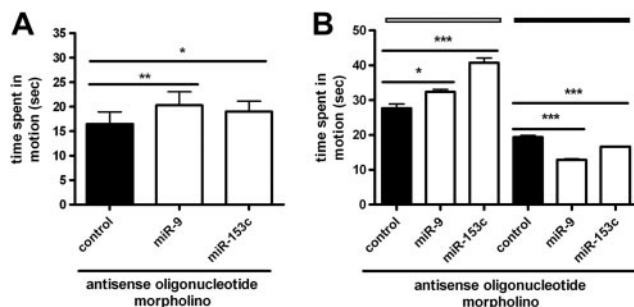 A
time spent in
motion (sec)
35
30
25
20
15
10
5
0
*
**
control
miR-9
miR-153c
antisense oligonucleotide
morpholino
B
time spent in
motion (sec)
50
40
30
20
10
0
***
*
***
***
control
miR-9
miR-153c
control
miR-9
miR-153c
antisense oligonucleotide
morpholino